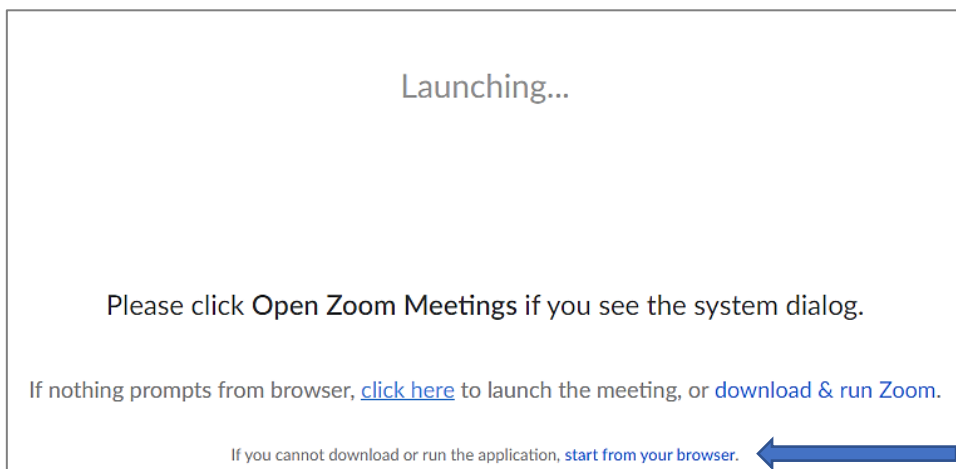 Launching...
Please click Open Zoom Meetings if you see the system dialog.
If nothing prompts from browser, click here to launch the meeting, or download & run Zoom.
If you cannot download or run the application, start from your browser.